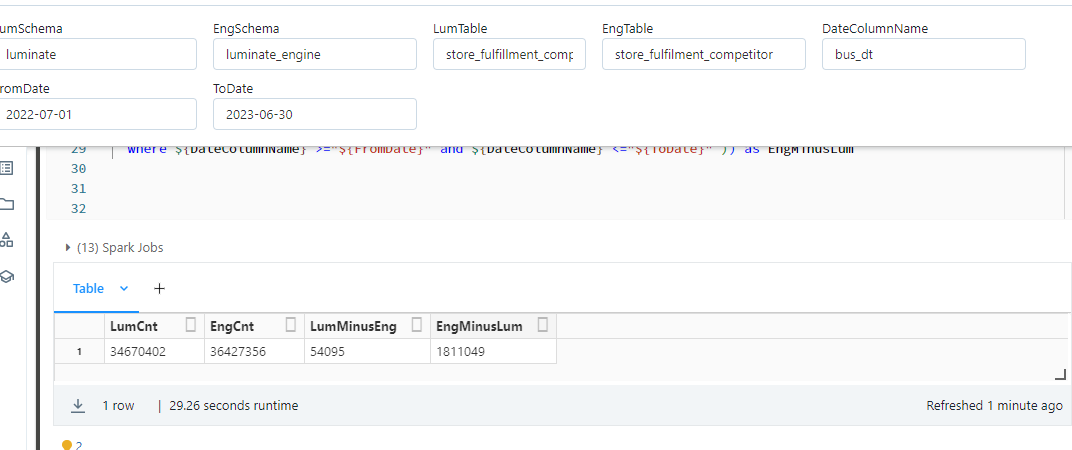 umSchema EngSchema LumTable EngTable DateColumnName
luminate luminate_engine store_fulfillment_comp store_fulfilment_competitor bus_dt
romDate ToDate
2022-07-01 2023-06-30
29 where ${DateColumnName} >="${FromDate}" and ${DateColumnName} <="${ToDate}" )) as EngMinusLum
30
31
32
(13) Spark Jobs
Table +
LumCnt EngCnt LumMinusEng EngMinusLum
1 34670402 36427356 54095 1811049
1 row | 29.26 seconds runtime Refreshed 1 minute ago
2